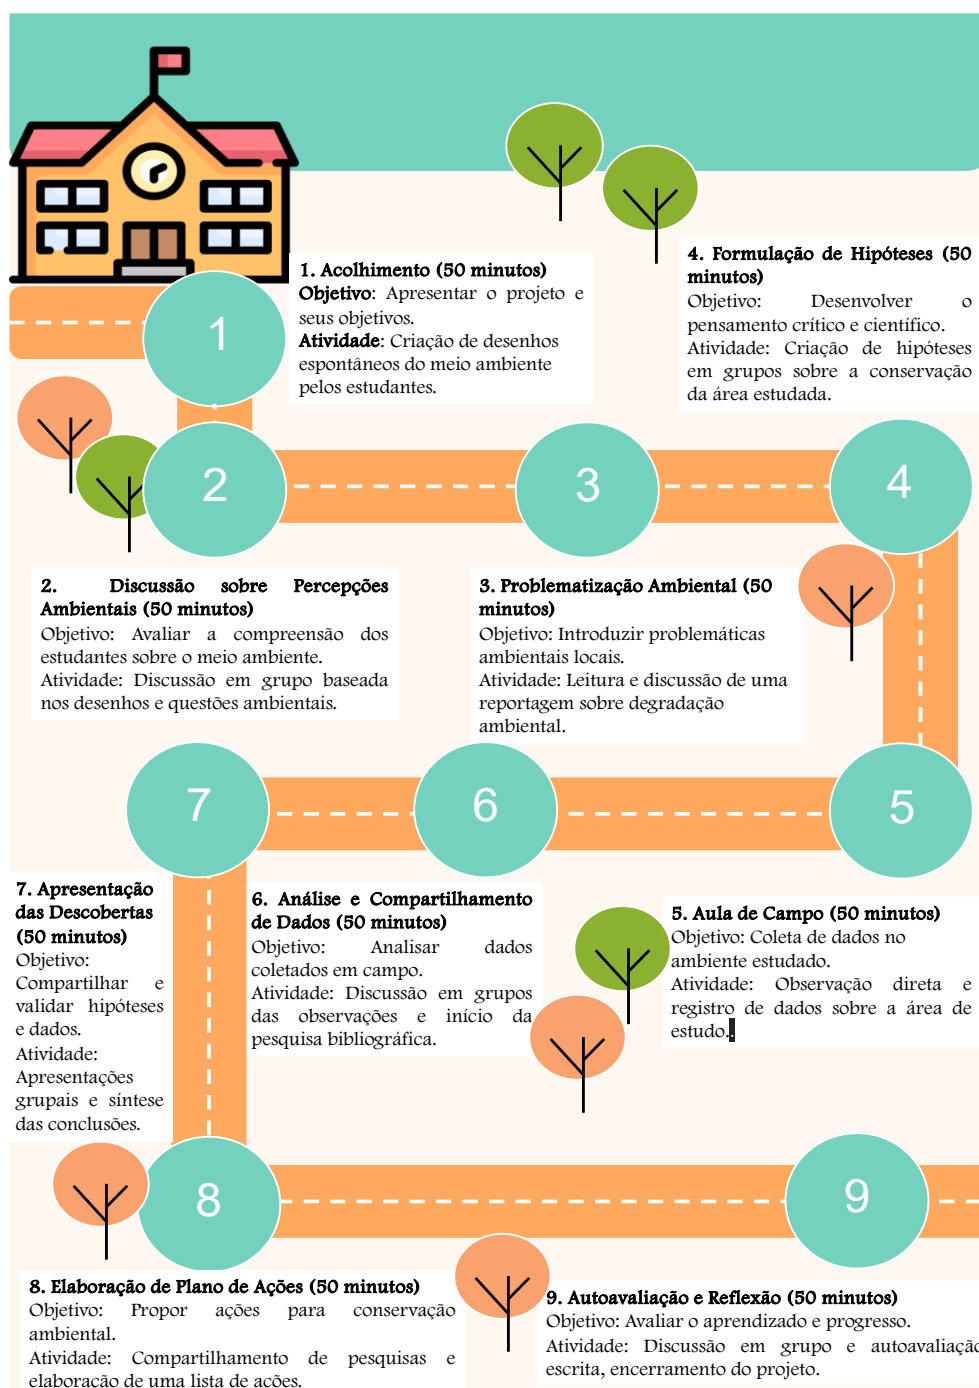 1. Acolhimento (50 minutos)
Objetivo: Apresentar o projeto e
seus objetivos.
Atividade: Criação de desenhos
espontâneos do meio ambiente
pelos estudantes.
4. Formulação de Hipóteses (50
minutos)
Objetivo: Desenvolver o
pensamento crítico e científico.
Atividade: Criação de hipóteses
em grupos sobre a conservação
da área estudada.
1
2
3
4
2. Discussão sobre Percepções
Ambientais (50 minutos)
Objetivo: Avaliar a compreensão dos
estudantes sobre o meio ambiente.
Atividade: Discussão em grupo baseada
nos desenhos e questões ambientais.
3. Problematização Ambiental (50
minutos)
Objetivo: Introduzir problemáticas
ambientais locais.
Atividade: Leitura e discussão de uma
reportagem sobre degradação
ambiental.
7
6
5
7. Apresentação
das Descobertas
(50 minutos)
Objetivo:
Compartilhar e
validar hipóteses
e dados.
Atividade:
Apresentações
grupais e síntese
das conclusões.
6. Análise e Compartilhamento
de Dados (50 minutos)
Objetivo: Analisar dados
coletados em campo.
Atividade: Discussão em grupos
das observações e início da
pesquisa bibliográfica.
5. Aula de Campo (50 minutos)
Objetivo: Coleta de dados no
ambiente estudado.
Atividade: Observação direta e
registro de dados sobre a área de
estudo..
8
9
8. Elaboração de Plano de Ações (50 minutos)
Objetivo: Propor ações para conservação
ambiental.
Atividade: Compartilhamento de pesquisas e
elaboração de uma lista de ações.
9. Autoavaliação e Reflexão (50 minutos)
Objetivo: Avaliar o aprendizado e progresso.
Atividade: Discussão em grupo e autoavaliação
escrita, encerramento do projeto.